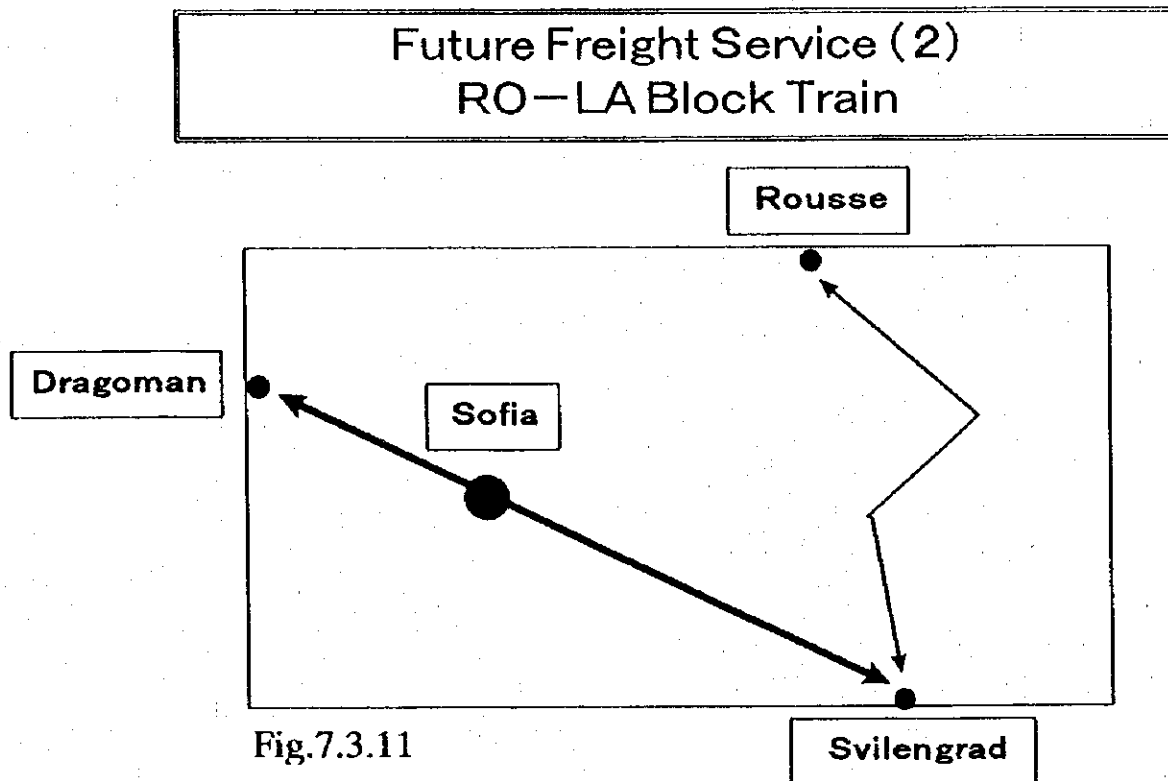 Future Freight Service (2)
RO-LA Block Train
Rousse
Dragoman
Sofia
Fig.7.3.11
Svilengrad